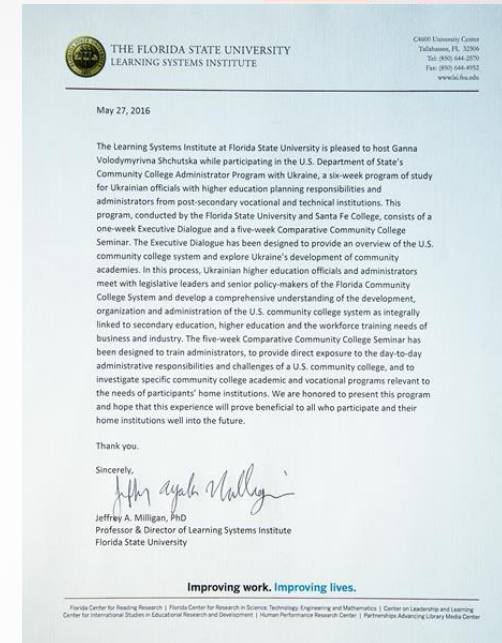 THE FLORIDA STATE UNIVERSITY
LEARNING SYSTEMS INSTITUTE
C4600 University Center
Tallahassee, FL 32306
Tel: (850) 644-2570
Fax: (850) 644-4952
www.lsi.fsu.edu
May 27, 2016
The Learning Systems Institute at Florida State University is pleased to host Ganna
Volodymyrivna Shchutska while participating in the U.S. Department of State's
Community College Administrator Program with Ukraine, a six-week program of study
for Ukrainian officials with higher education planning responsibilities and
administrators from post-secondary vocational and technical institutions. This
program, conducted by the Florida State University and Santa Fe College, consists of a
one-week Executive Dialogue and a five-week Comparative Community College
Seminar. The Executive Dialogue has been designed to provide an overview of the U.S.
community college system and explore Ukraine's development of community
academies. In this process, Ukrainian higher education officials and administrators
meet with legislative leaders and senior policy-makers of the Florida Community
College System and develop a comprehensive understanding of the development,
organization and administration of the U.S. community college system as integrally
linked to secondary education, higher education and the workforce training needs of
business and industry. The five-week Comparative Community College Seminar has
been designed to train administrators, to provide direct exposure to the day-to-day
administrative responsibilities and challenges of a U.S. community college, and to
investigate specific community college academic and vocational programs relevant to
the needs of participants' home institutions. We are honored to present this program
and hope that this experience will prove beneficial to all who participate and their
home institutions well into the future.
Thank you.
Sincerely,
Jeffrey A. Milligan, PhD
Professor & Director of Learning Systems Institute
Florida State University
Improving work. Improving lives.
Florida Center for Reading Research | Florida Center for Research in Science, Technology, Engineering and Mathematics | Center on Leadership and Learning
Center for International Studies in Educational Research and Development | Human Performance Research Center | Partnerships Advancing Library Media Center